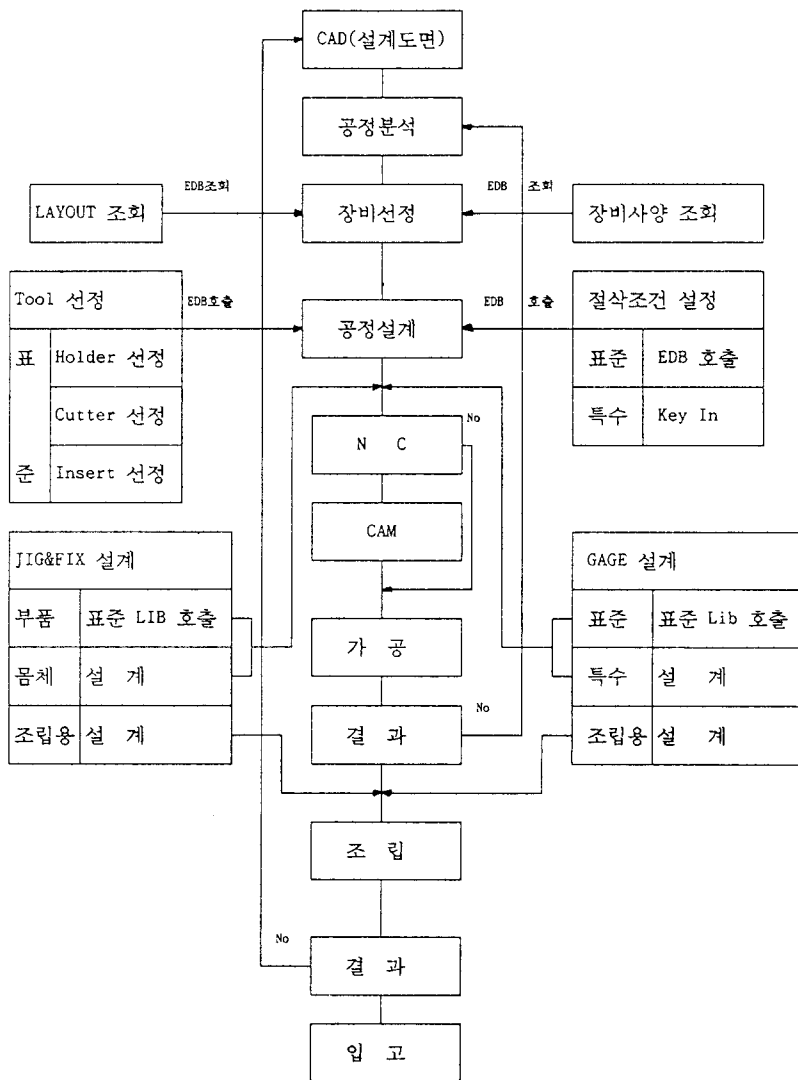 CAD(설계도면)
공정분석
EDB조회
EDB 조회
LAYOUT 조회
장비선정
장비사양 조회
Tool 선정
EDB호출
공정설계
EDB 호출
절삭조건 설정
표 Holder 선정
표준 EDB 호출
Cutter 선정
특수 Key In
준 Insert 선정
No
N C
CAM
JIG&FIX 설계
GAGE 설계
부품 표준 LIB 호출
가 공
표준 표준 Lib 호출
몸체 설 계
특수 설 계
조립용 설 계
결 과
No
조립용 설 계
조 립
No
결 과
입 고